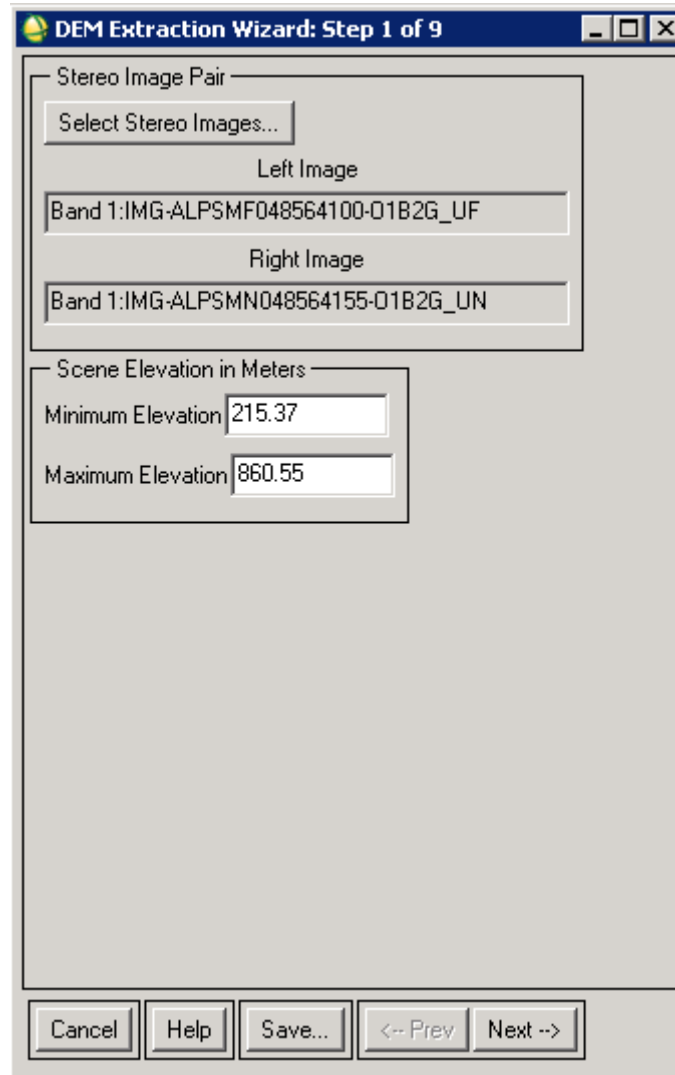 DEM Extraction Wizard: Step 1 of 9
Stereo Image Pair
Select Stereo Images...
Left Image
Band 1:IMG-ALPSMF048564100-O1B2G_UF
Right Image
Band 1:IMG-ALPSMN048564155-O1B2G_UN
Scene Elevation in Meters
Minimum Elevation 215.37
Maximum Elevation 860.55
Cancel Help Save... <-- Prev Next -->